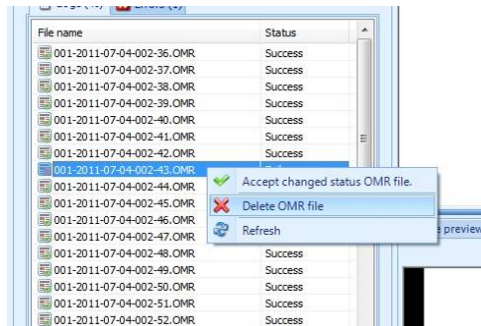 Errors (1)
File name Status
001-2011-07-04-002-36.OMR Success
001-2011-07-04-002-37.OMR Success
001-2011-07-04-002-38.OMR Success
001-2011-07-04-002-39.OMR Success
001-2011-07-04-002-40.OMR Success
001-2011-07-04-002-41.OMR Success
001-2011-07-04-002-42.OMR Success
001-2011-07-04-002-43.OMR
Accept changed status OMR file.
001-2011-07-04-002-44.OMR
001-2011-07-04-002-45.OMR
Delete OMR file
001-2011-07-04-002-46.OMR
Refresh
e preview
001-2011-07-04-002-47.OMR
001-2011-07-04-002-48.OMR Success
001-2011-07-04-002-49.OMR Success
001-2011-07-04-002-50.OMR Success
001-2011-07-04-002-51.OMR Success
001-2011-07-04-002-52.OMR Success